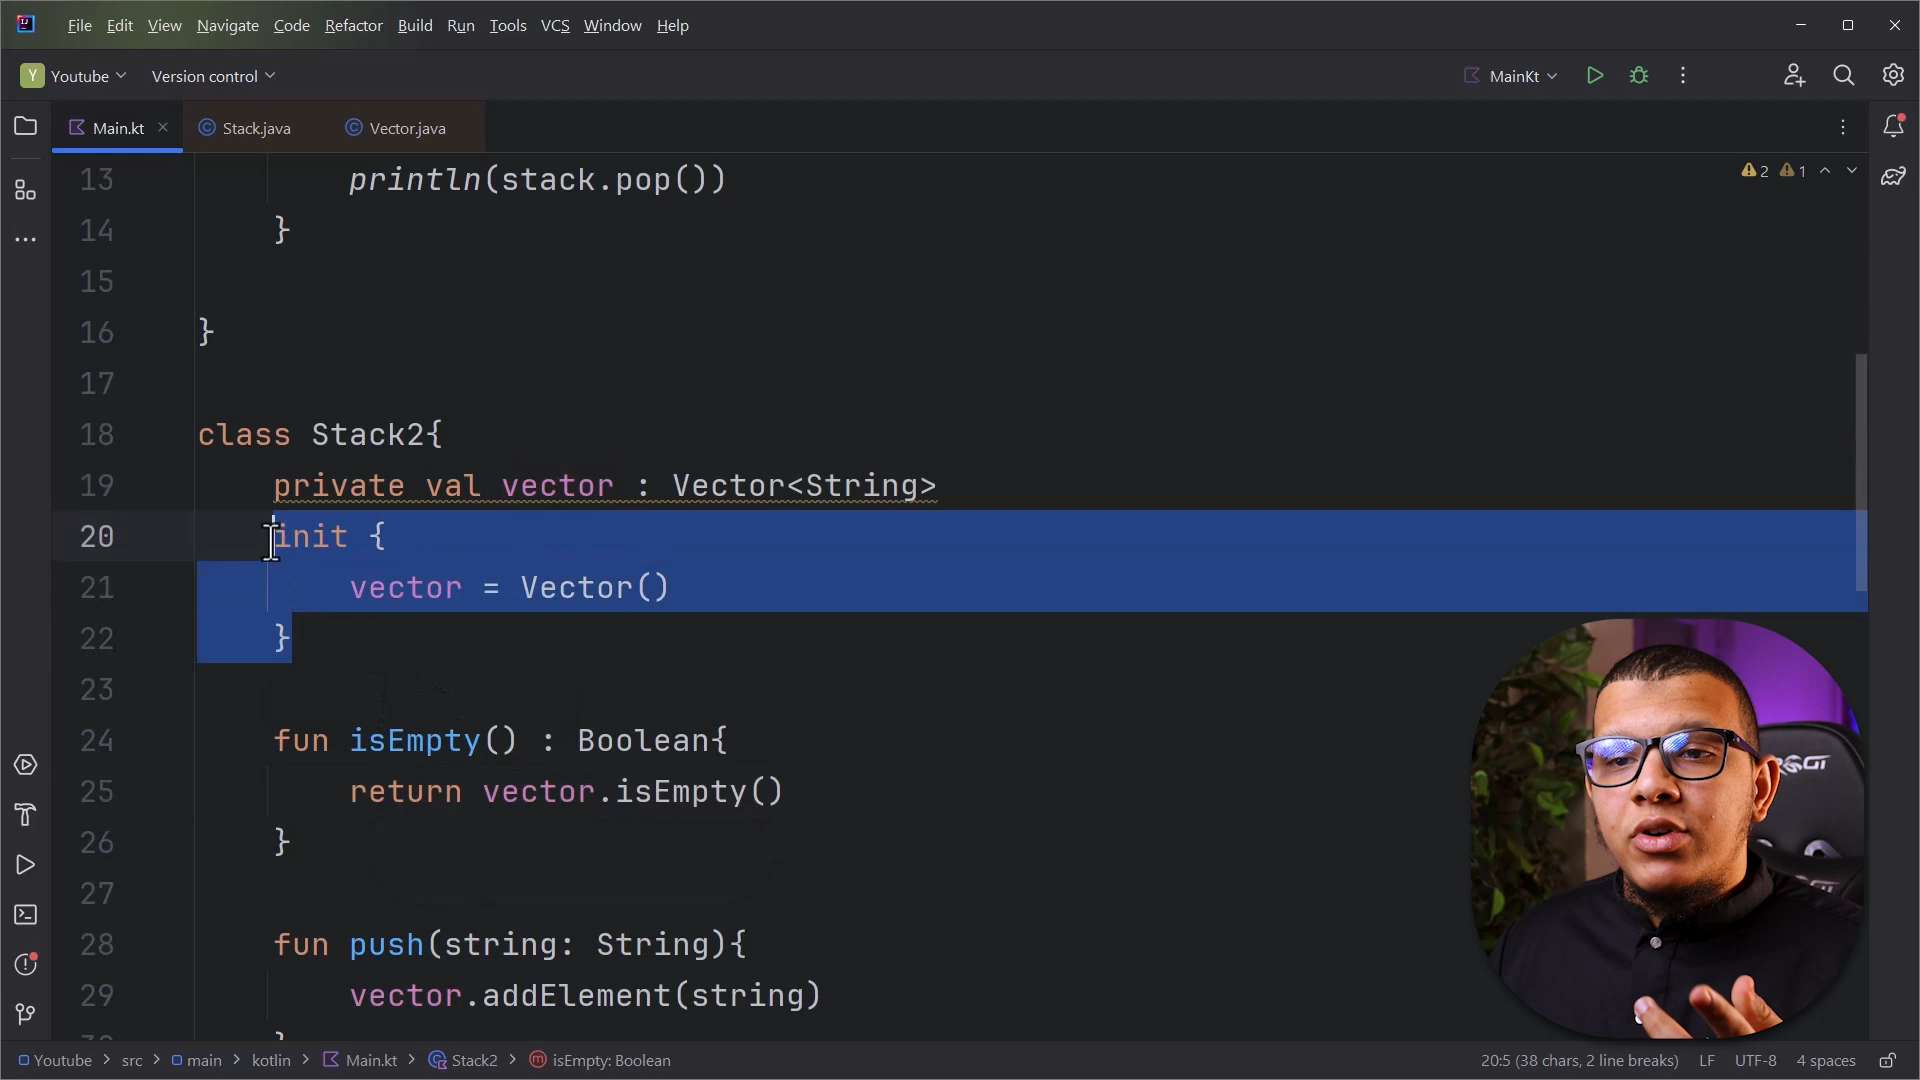 File Edit View Navigate Code Refactor Build Run Tools VCS Window Help
Y Youtube Version control MainKt
Main.kt Stack.java Vector.java
2 1
13 println(stack.pop())
14 }
15
16 }
17
18 class Stack2{
19 private val vector : Vector<String>
20 init {
21 vector = Vector()
22 }
23
24 fun isEmpty() : Boolean{
25 return vector.isEmpty()
26 }
27
28 fun push(string: String){
29 vector.addElement(string)
Youtube > src > main > kotlin > Main.kt > Stack2 > isEmpty: Boolean
20:5 (38 chars, 2 line breaks) LF UTF-8 4 spaces